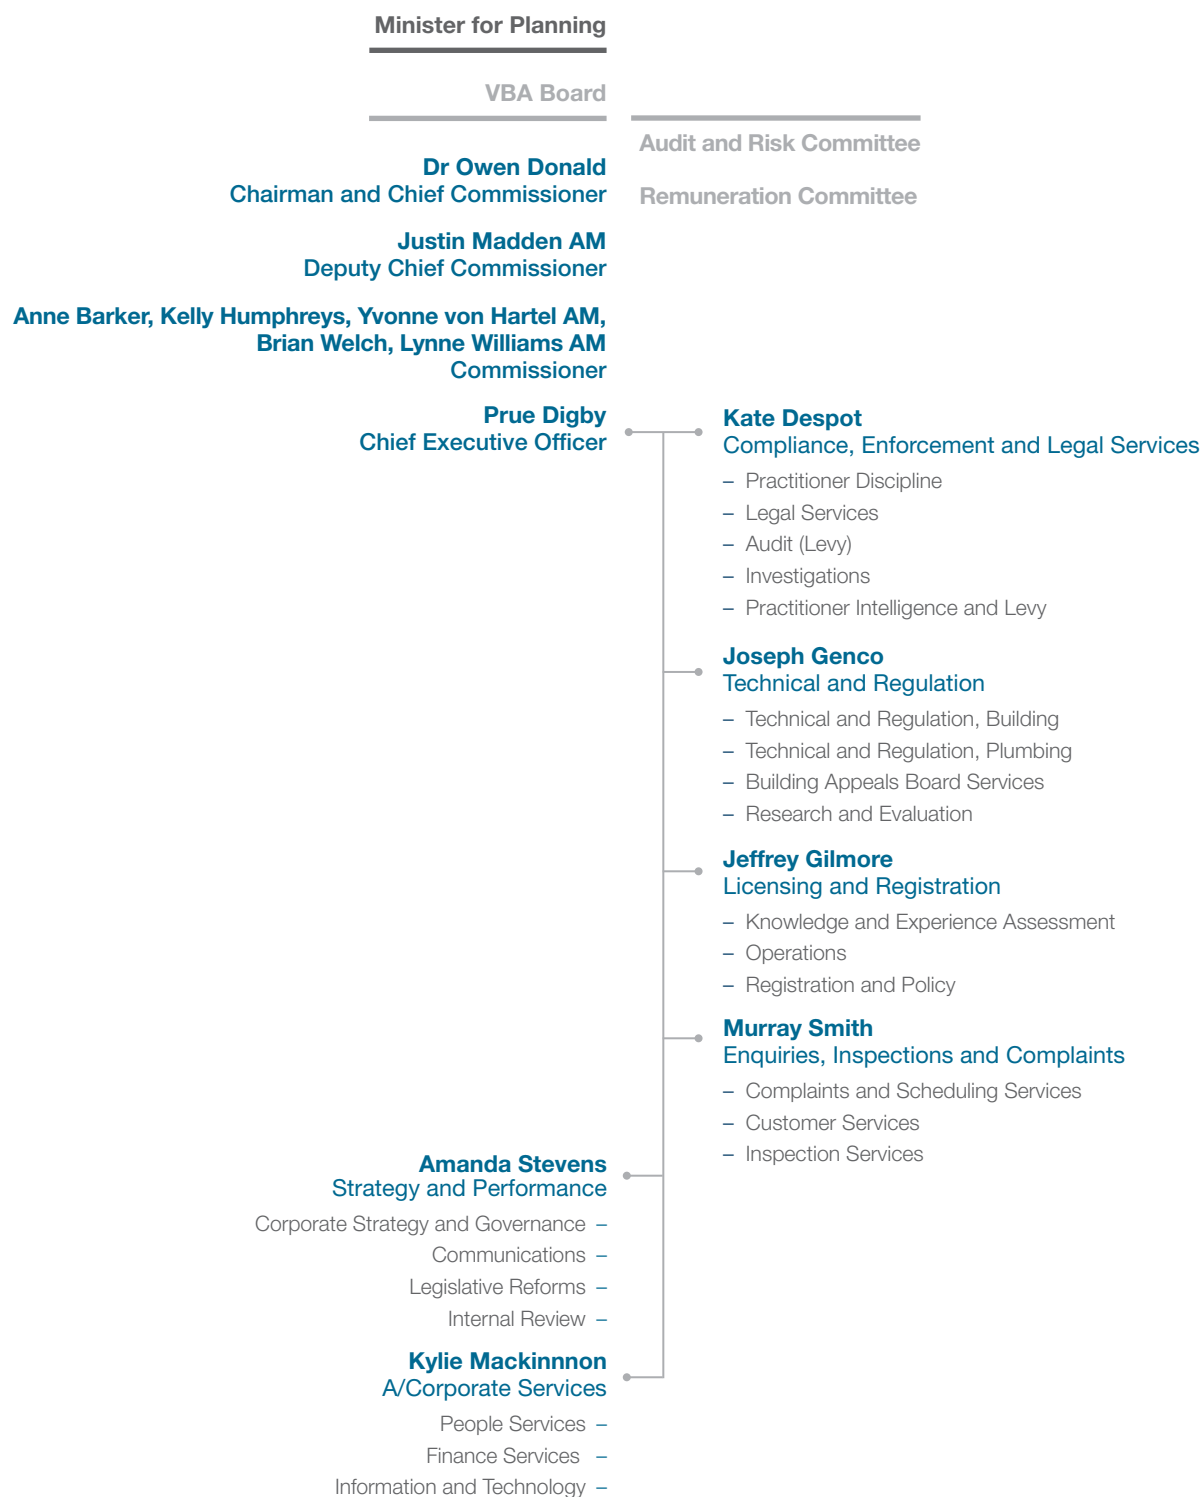 Minister for Planning
VBA Board
Audit and Risk Committee
Remuneration Committee
Dr Owen Donald
Chairman and Chief Commissioner
Justin Madden AM
Deputy Chief Commissioner
Anne Barker, Kelly Humphreys, Yvonne von Hartel AM,
Brian Welch, Lynne Williams AM
Commissioner
Prue Digby
Chief Executive Officer
Kate Despot
Compliance, Enforcement and Legal Services
– Practitioner Discipline
– Legal Services
– Audit (Levy)
– Investigations
– Practitioner Intelligence and Levy
Joseph Genco
Technical and Regulation
– Technical and Regulation, Building
– Technical and Regulation, Plumbing
– Building Appeals Board Services
– Research and Evaluation
Jeffrey Gilmore
Licensing and Registration
– Knowledge and Experience Assessment
– Operations
– Registration and Policy
Murray Smith
Enquiries, Inspections and Complaints
– Complaints and Scheduling Services
– Customer Services
– Inspection Services
Amanda Stevens
Strategy and Performance
Corporate Strategy and Governance –
Communications –
Legislative Reforms –
Internal Review –
Kylie Mackinnnon
A/Corporate Services
People Services –
Finance Services –
Information and Technology –